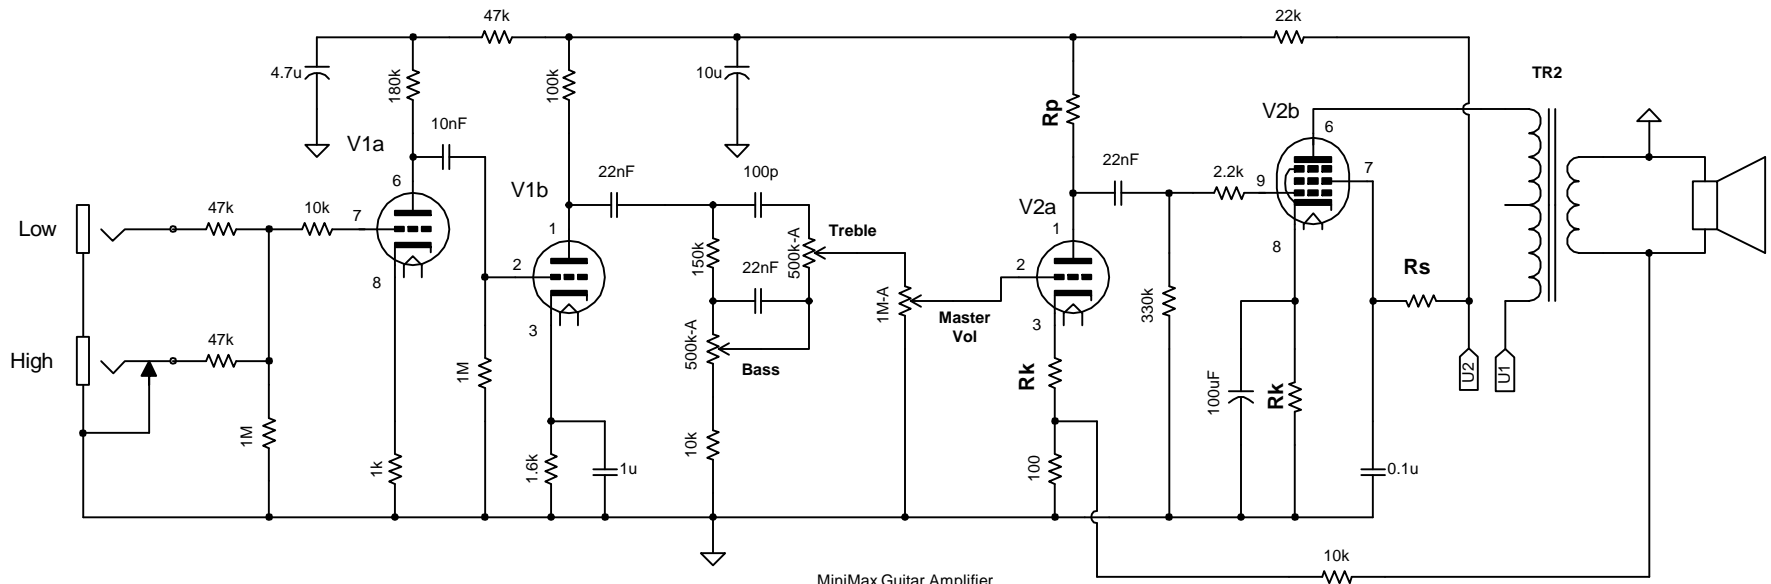 47k
22k
4.7u
180k
100k
10u
Rp
TR2
V1a
10nF
V2b
6
22nF
100p
22nF
2.2k
9
7
V1b
V2a
6
Low
47k
10k
7
1
Treble
1
8
8
150k
22nF
500k-A
2
2
1M-A
330k
Rs
3
3
Master
Vol
High
47k
500k-A
Bass
Rk
1M
100uF
Rk
U2
U1
1M
1k
1.6k
1u
10k
100
0.1u
10k
MiniMax Guitar Amplifier